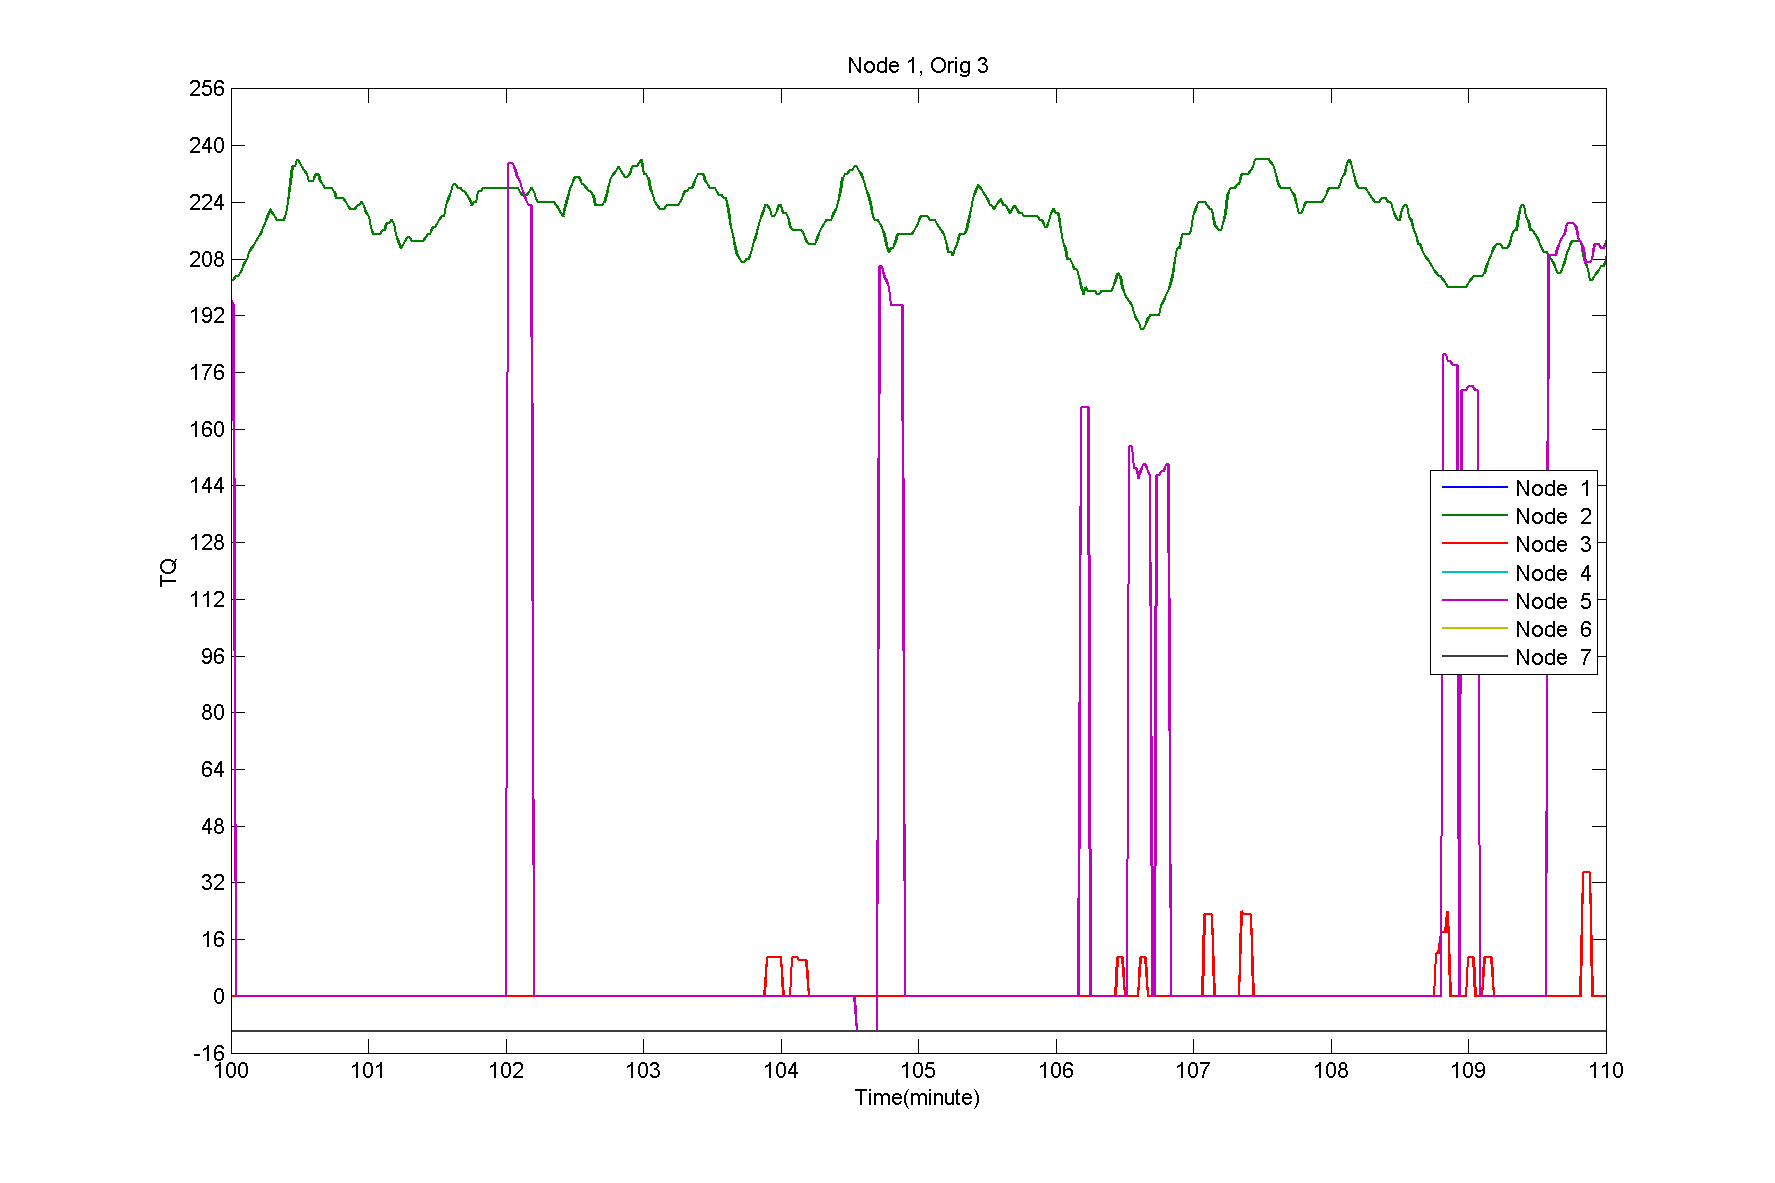 Node 1, Orig 3
256
240
224
208
192
176
160
144
128
112
96
80
64
48
32
16
0
-16
TQ
Node 1
Node 2
Node 3
Node 4
Node 5
Node 6
Node 7
100 101 102 103 104 105 106 107 108 109 110
Time(minute)